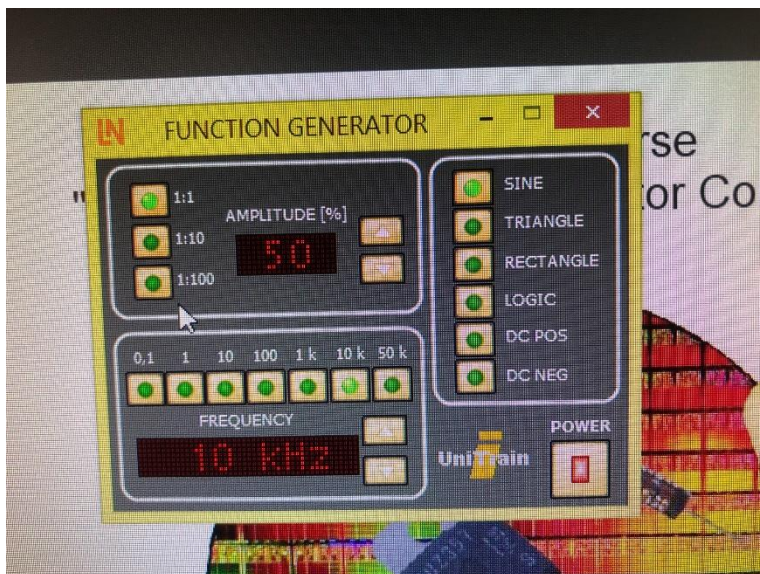 LN FUNCTION GENERATOR
rse
"
tor Co
1:1
1:10
1:100
AMPLITUDE [%]
50
SINE
TRIANGLE
RECTANGLE
LOGIC
DC POS
DC NEG
0,1 1 10 100 1 k 10 k 50 k
FREQUENCY
10 kHz
UniTrain
POWER